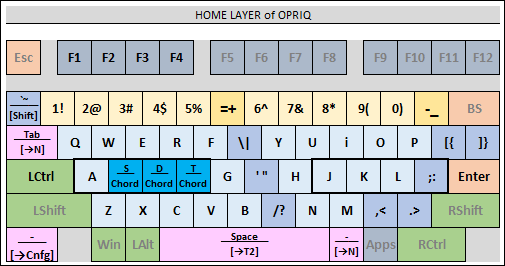 HOME LAYER of OPRIQ
Esc F1 F2 F3 F4 F5 F6 F7 F8 F9 F10 F11 F12
`~ [Shift] 1! 2@ 3# 4$ 5% =+ 6^ 7& 8* 9( 0) -_ BS
Tab [→N] Q W E R F \| Y U i O P [{ ]}
LCtrl A S Chord D Chord T Chord G '" H J K L ;: Enter
LShift Z X C V B /? N M ,< .> RShift
- [→Cnfg] Win LAlt Space [→T2] - [→N] Apps RCtrl